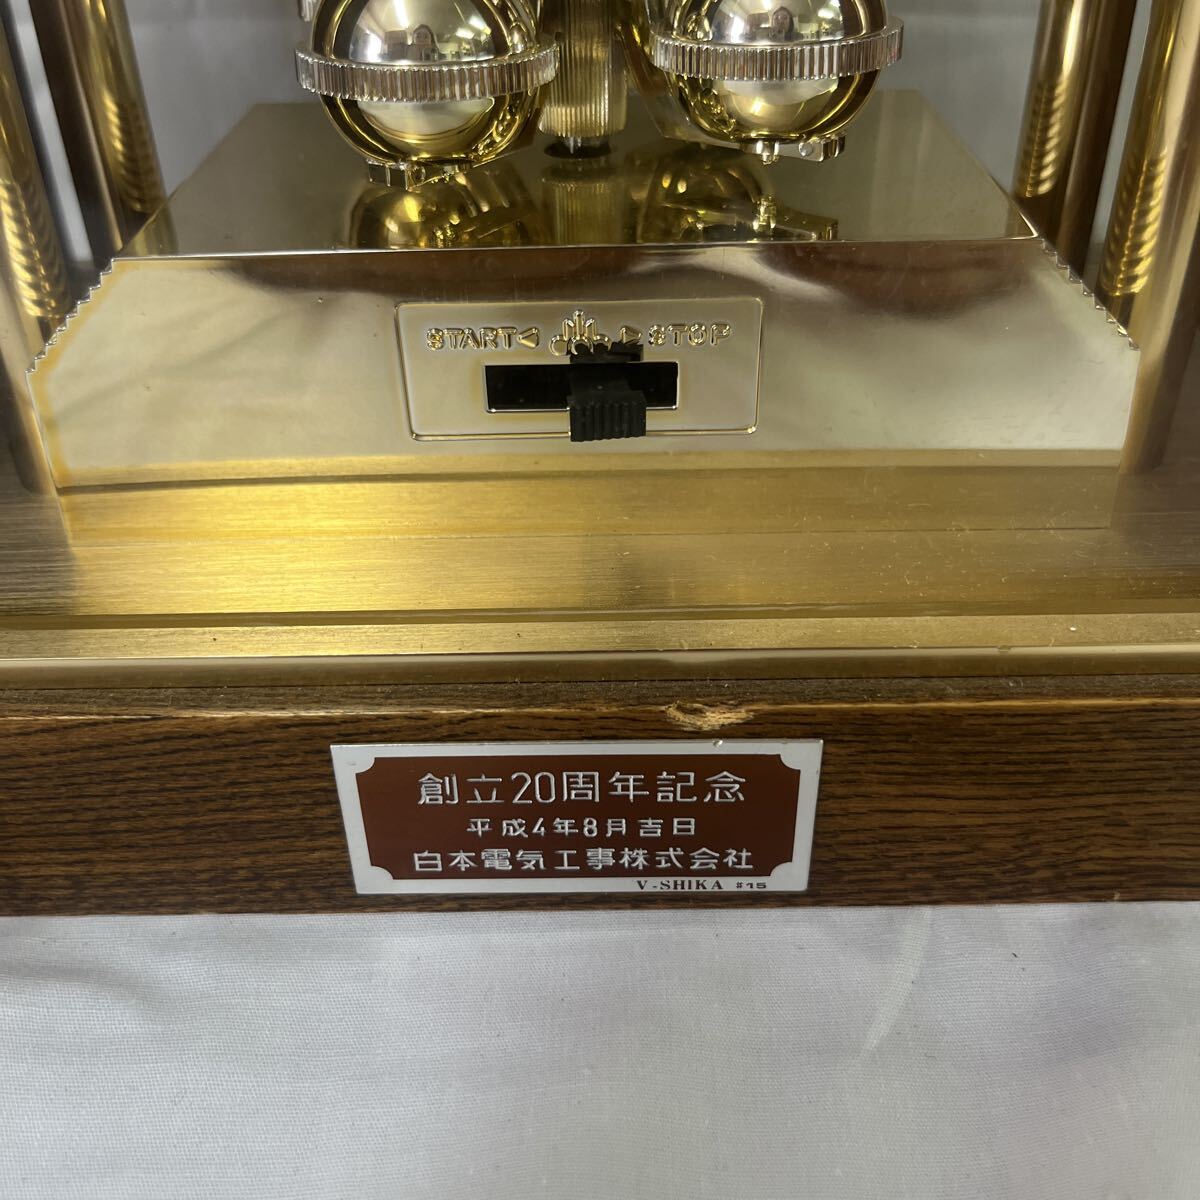 START◁ ▷STOP
創立20周年記念
平成4年8月吉日
白本電気工事株式会社
V-SHIKA #15